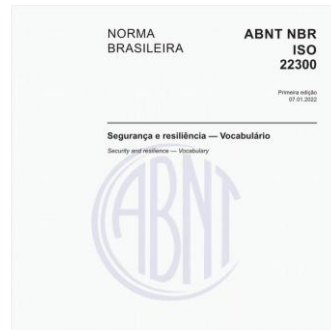 NORMA
BRASILEIRA
ABNT NBR
ISO
22300
Primeira edição
07.01.2022
Segurança e resiliência — Vocabulário
Security and resilience — Vocabulary
ABNT